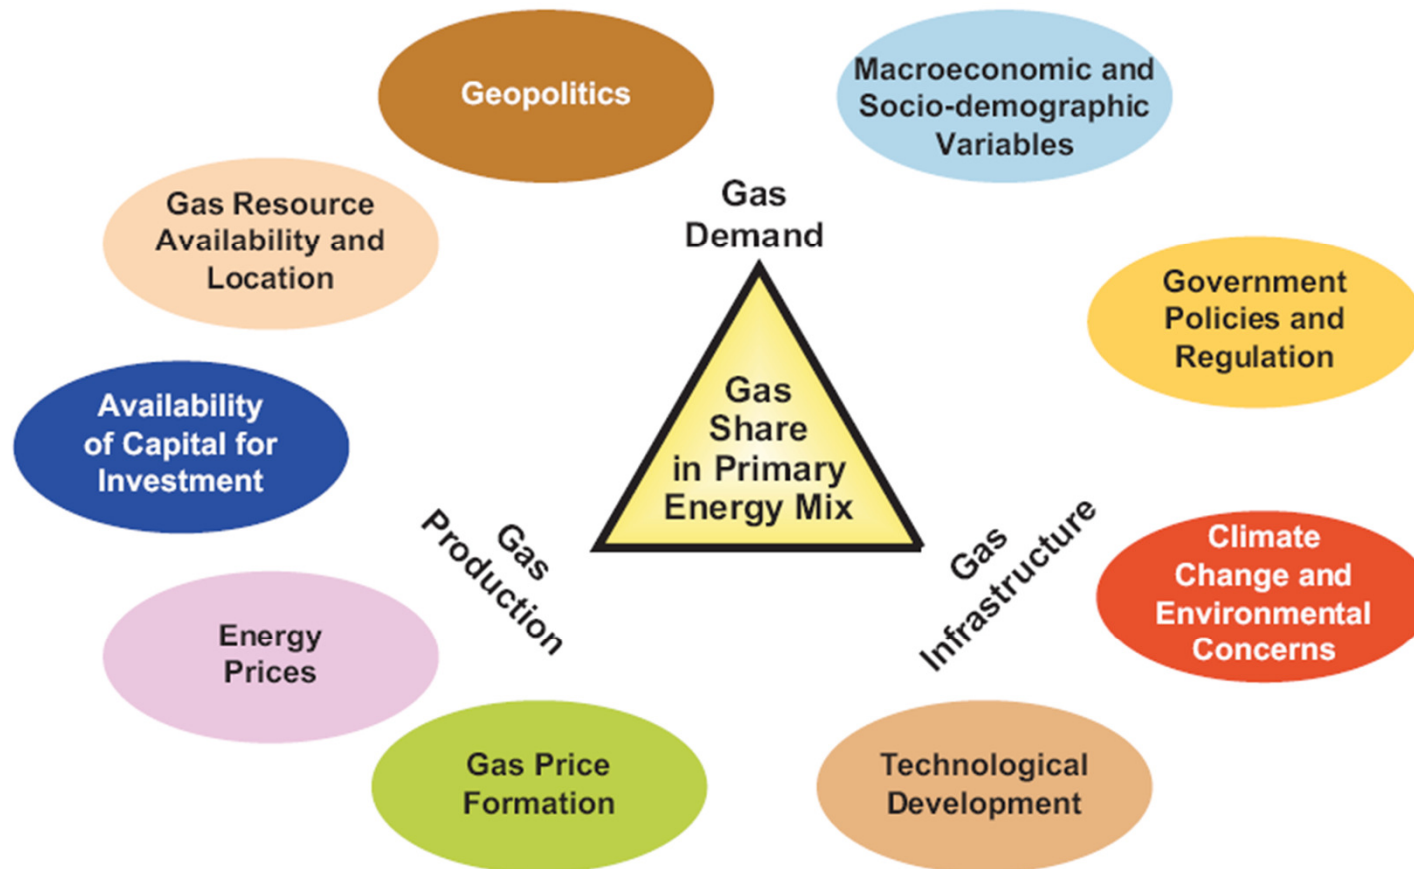 Geopolitics
Macroeconomic and
Socio-demographic
Variables
Gas Resource
Availability and
Location
Gas
Demand
Government
Policies and
Regulation
Availability
of Capital for
Investment
Gas
Share
in Primary
Energy Mix
Gas
Production
Gas
Infrastructure
Climate
Change and
Environmental
Concerns
Energy
Prices
Gas Price
Formation
Technological
Development